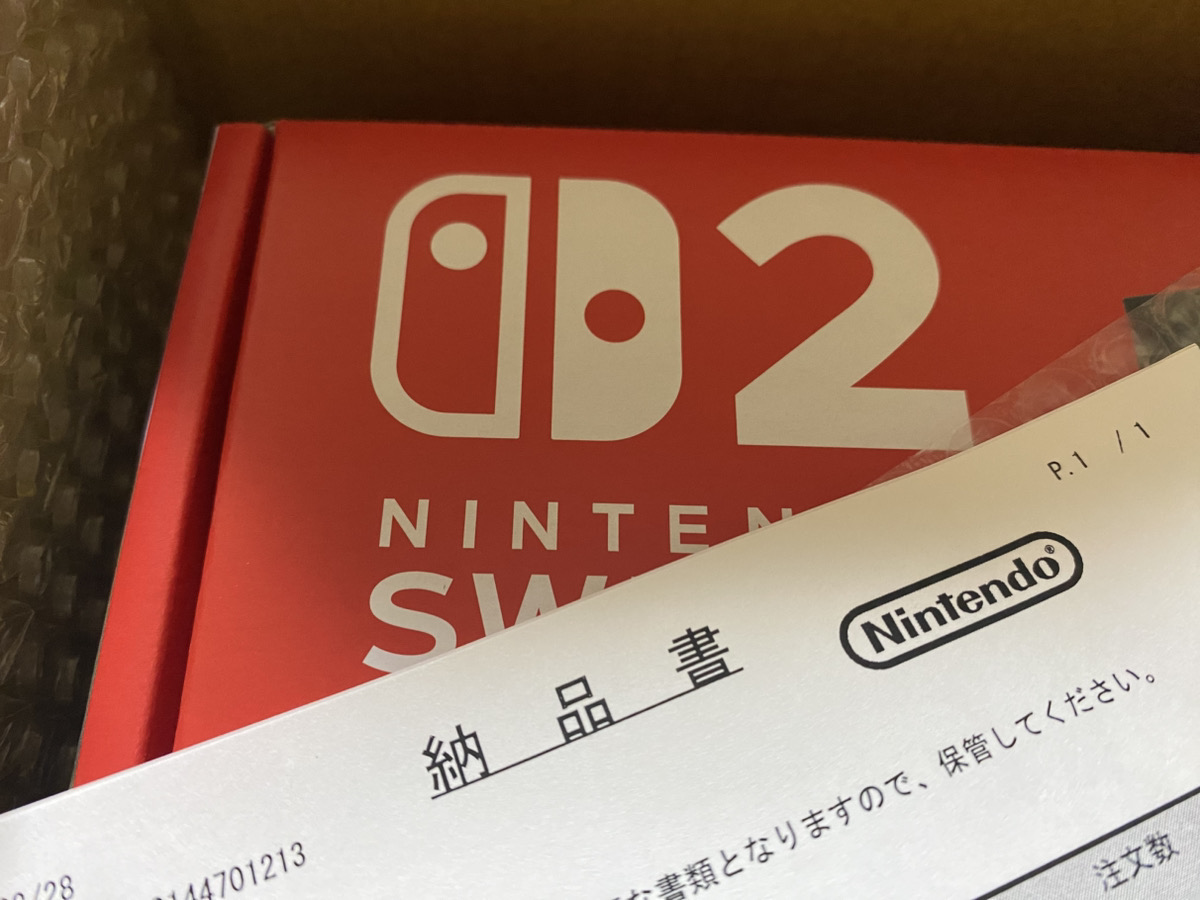 2
NINTEN
SW
P.1 / 1
Nintendo®
納品書
書類となりますので、保管してください。
/28
144701213
注文数